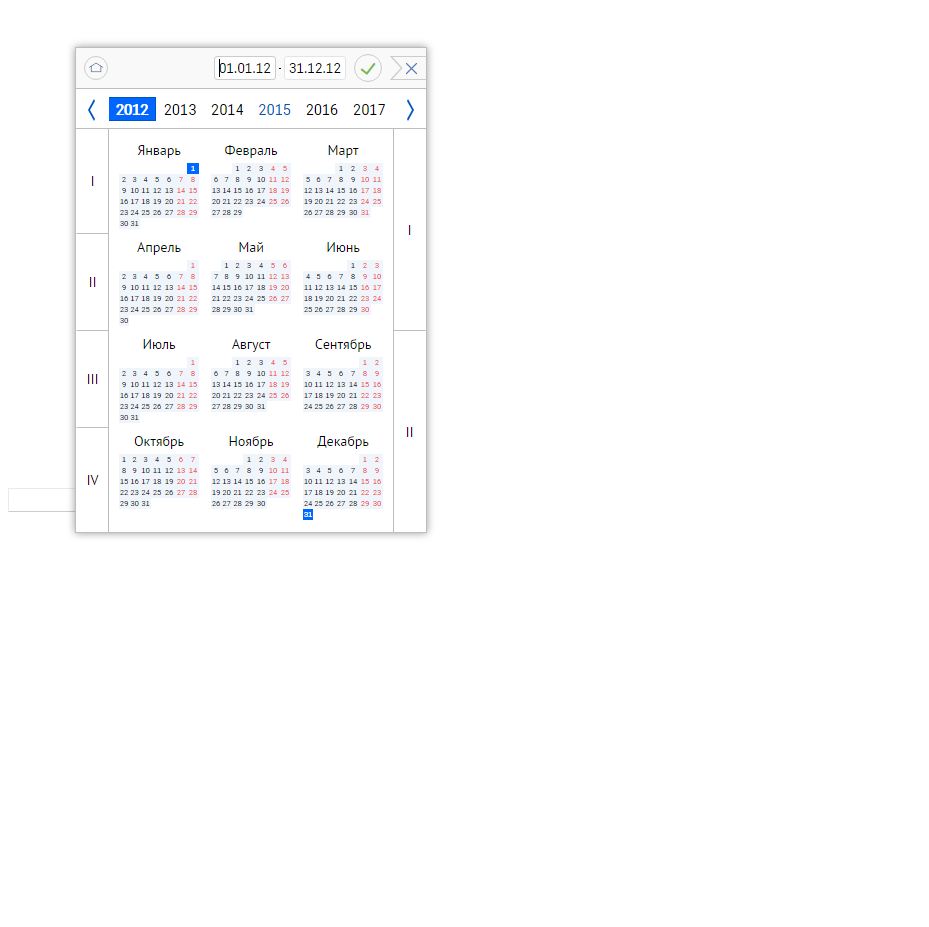 01.01.12 - 31.12.12
2012 2013 2014 2015 2016 2017
Январь Февраль Март
1 1 2 3 4 5 1 2 3 4
2 3 4 5 6 7 8 6 7 8 9 10 11 12 5 6 7 8 9 10 11
I 9 10 11 12 13 14 15 13 14 15 16 17 18 19 12 13 14 15 16 17 18
16 17 18 19 20 21 22 20 21 22 23 24 25 26 19 20 21 22 23 24 25
23 24 25 26 27 28 29 27 28 29 26 27 28 29 30 31
30 31
I
Апрель Май Июнь
1 1 2 3 4 5 6 1 2 3
2 3 4 5 6 7 8 7 8 9 10 11 12 13 4 5 6 7 8 9 10
II 9 10 11 12 13 14 15 14 15 16 17 18 19 20 11 12 13 14 15 16 17
16 17 18 19 20 21 22 21 22 23 24 25 26 27 18 19 20 21 22 23 24
23 24 25 26 27 28 29 28 29 30 31 25 26 27 28 29 30
30
Июль Август Сентябрь
1 1 2 3 4 5 1 2
2 3 4 5 6 7 8 6 7 8 9 10 11 12 3 4 5 6 7 8 9
III 9 10 11 12 13 14 15 13 14 15 16 17 18 19 10 11 12 13 14 15 16
16 17 18 19 20 21 22 20 21 22 23 24 25 26 17 18 19 20 21 22 23
23 24 25 26 27 28 29 27 28 29 30 31 24 25 26 27 28 29 30
30 31
II
Октябрь Ноябрь Декабрь
1 2 3 4 5 6 7 1 2 3 4 1 2
8 9 10 11 12 13 14 5 6 7 8 9 10 11 3 4 5 6 7 8 9
IV 15 16 17 18 19 20 21 12 13 14 15 16 17 18 10 11 12 13 14 15 16
22 23 24 25 26 27 28 19 20 21 22 23 24 25 17 18 19 20 21 22 23
29 30 31 26 27 28 29 30 24 25 26 27 28 29 30
31